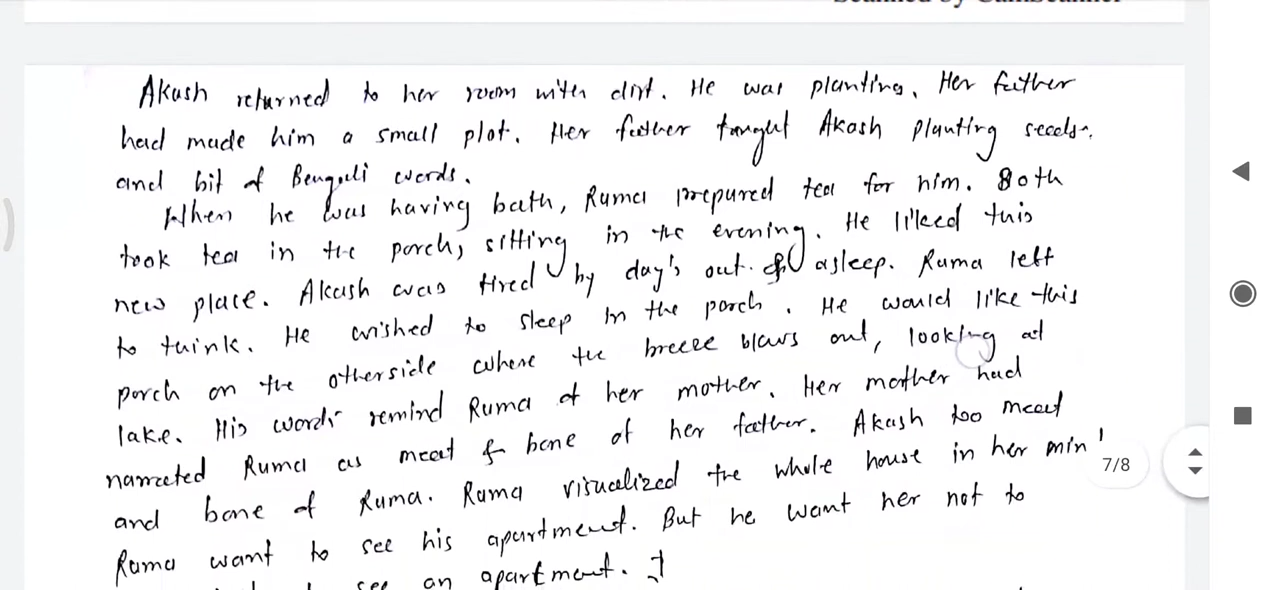 Akash returned to her room with dirt. He was planting. Her father
had made him a small plot. Her father taught Akash planting seeds.
and bit of Bengali words.
When he was having bath, Ruma prepared tea for him. Both
took tea in the porch, sitting in the evening. He liked this
new place. Akash was tired by day's out. & asleep. Ruma left
to think. He wished to sleep in the porch. He would like this
porch on the otherside where the breeze blows out, looking at
lake. His words remind Ruma of her mother. Her mother had
narrated Ruma as meat & bone of her father. Akash too meat
and bone of Ruma. Ruma visualized the whole house in her min
7/8
Ruma want to see his apartment. But he want her not to
see an apartment.